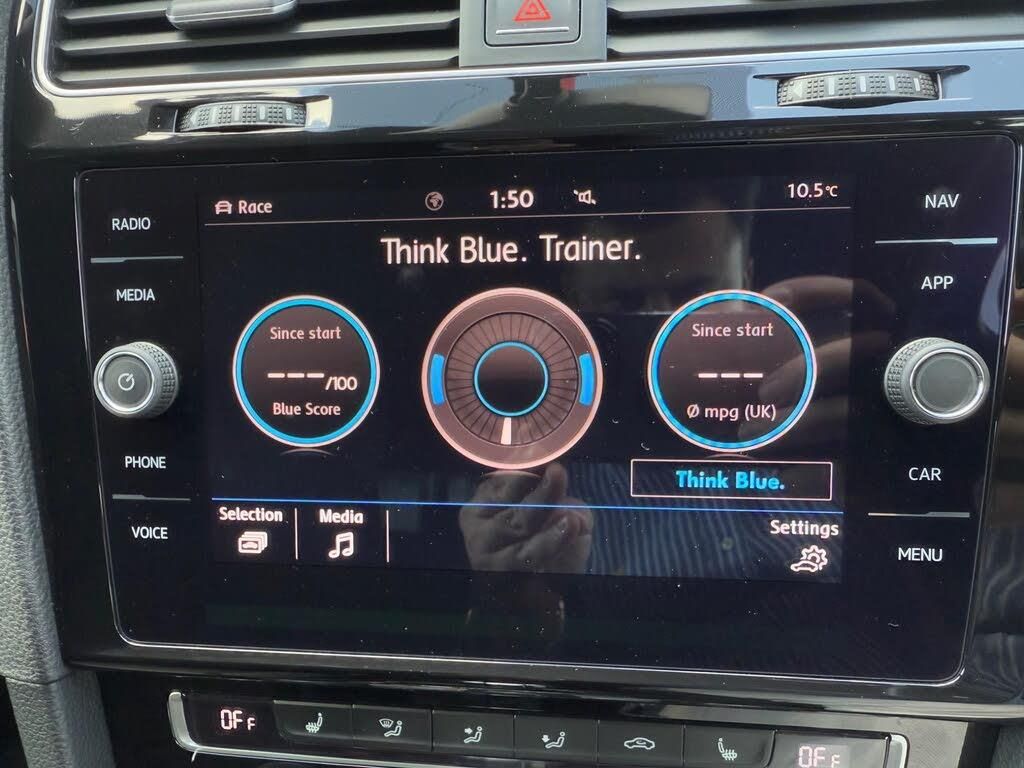 RADIO
MEDIA
PHONE
VOICE
Race
1:50
10.5°C
Think Blue. Trainer.
Since start
---/100
Blue Score
Since start
---
Ø mpg (UK)
Think Blue.
Selection
Media
Settings
NAV
APP
CAR
MENU
OFF
OFF